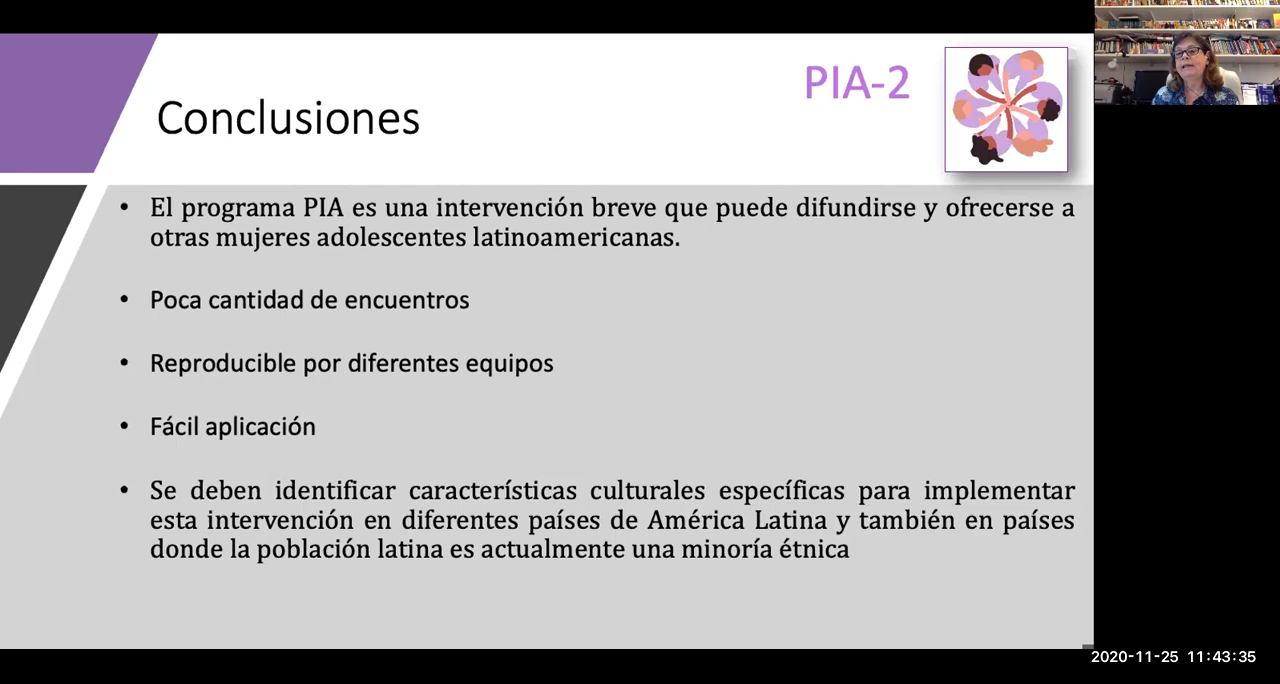 PIA-2
Conclusiones
• El programa PIA es una intervención breve que puede difundirse y ofrecerse a
otras mujeres adolescentes latinoamericanas.
• Poca cantidad de encuentros
• Reproducible por diferentes equipos
• Fácil aplicación
• Se deben identificar características culturales específicas para implementar
esta intervención en diferentes países de América Latina y también en países
donde la población latina es actualmente una minoría étnica
2020-11-25 11:43:35